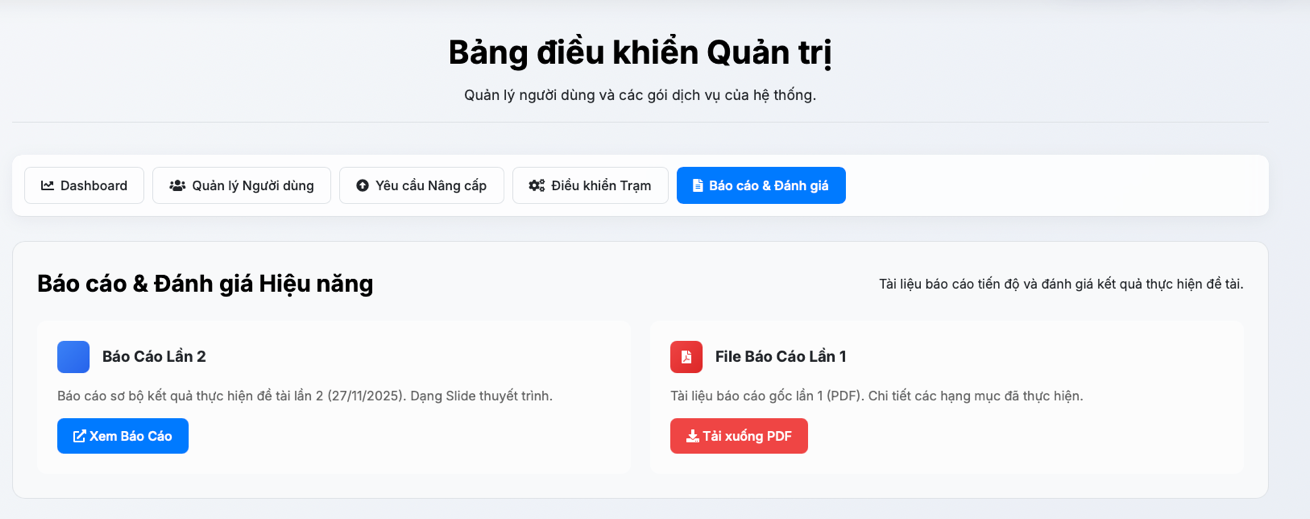 Bảng điều khiển Quản trị
Quản lý người dùng và các gói dịch vụ của hệ thống.
Dashboard
Quản lý Người dùng
Yêu cầu Nâng cấp
Điều khiển Trạm
Báo cáo & Đánh giá
Báo cáo & Đánh giá Hiệu năng
Tài liệu báo cáo tiến độ và đánh giá kết quả thực hiện đề tài.
Báo Cáo Lần 2
Báo cáo sơ bộ kết quả thực hiện đề tài lần 2 (27/11/2025). Dạng Slide thuyết trình.
Xem Báo Cáo
File Báo Cáo Lần 1
Tài liệu báo cáo gốc lần 1 (PDF). Chi tiết các hạng mục đã thực hiện.
Tải xuống PDF